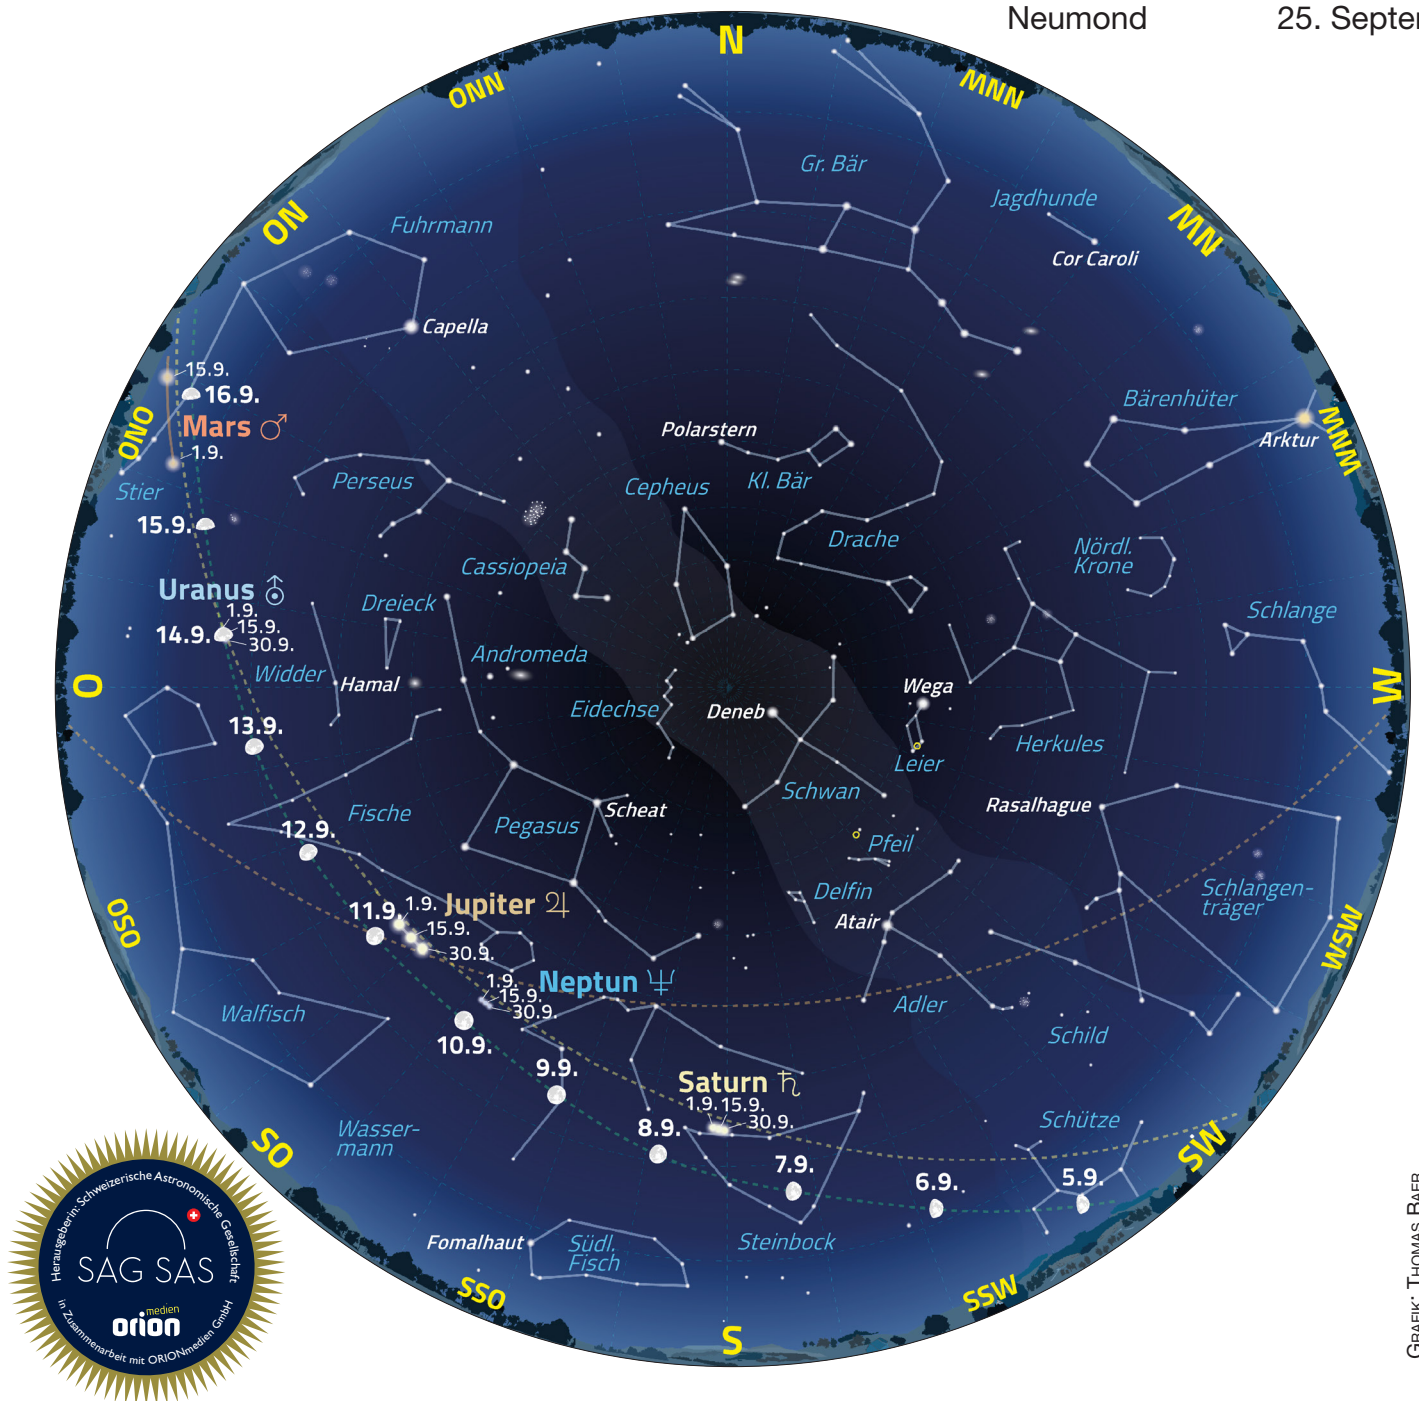 Neumond
25. Septer
N
NNO
NNW
NO
NW
ONO
WNW
O
W
OSO
WSW
SO
SW
SSO
SSW
S
Gr. Bär
Jagdhunde
Cor Caroli
Fuhrmann
Capella
15.9.
16.9.
Mars ♂
1.9.
Stier
15.9.
Bärenhüter
Arktur
Polarstern
Kl. Bär
Perseus
Cepheus
Drache
Nördl.
Krone
Cassiopeia
Uranus ⛢
1.9.
15.9.
30.9.
14.9.
Dreieck
Schlange
Andromeda
Widder
Hamal
Eidechse
Deneb
Wega
Leier
Herkules
13.9.
Schwan
Rasalhague
Scheat
Fische
Pegasus
12.9.
Pfeil
Delfin
Atair
Schlangen-
träger
11.9.
1.9.
Jupiter ♃
15.9.
30.9.
Neptun ♆
1.9.
15.9.
30.9.
Adler
Schild
Walfisch
10.9.
9.9.
Saturn ♄
1.9. 15.9.
30.9.
8.9.
7.9.
6.9.
5.9.
Schütze
Wasser-
mann
Fomalhaut
Südl.
Fisch
Steinbock
Herausgeberin: Schweizerische Astronomische Gesellschaft
SAG SAS
medien
orion
in Zusammenarbeit mit ORIONmedien GmbH
GRAFIK: THOMAS BAER